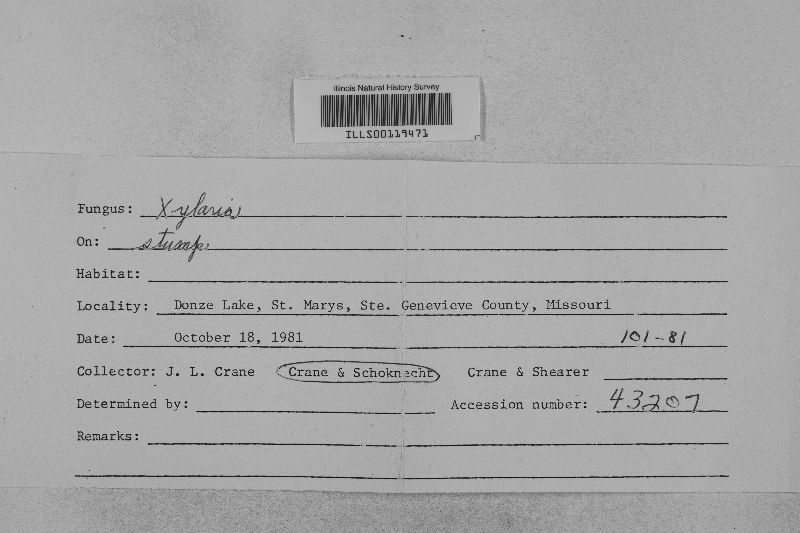 Illinois Natural History Survey
ILLS00119471
Fungus: Xylaria
On: stump
Habitat:
Locality: Donze Lake, St. Marys, Ste. Genevieve County, Missouri
Date: October 18, 1981 101-81
Collector: J. L. Crane Crane & Schoknecht Crane & Shearer
Determined by: Accession number: 43207
Remarks: